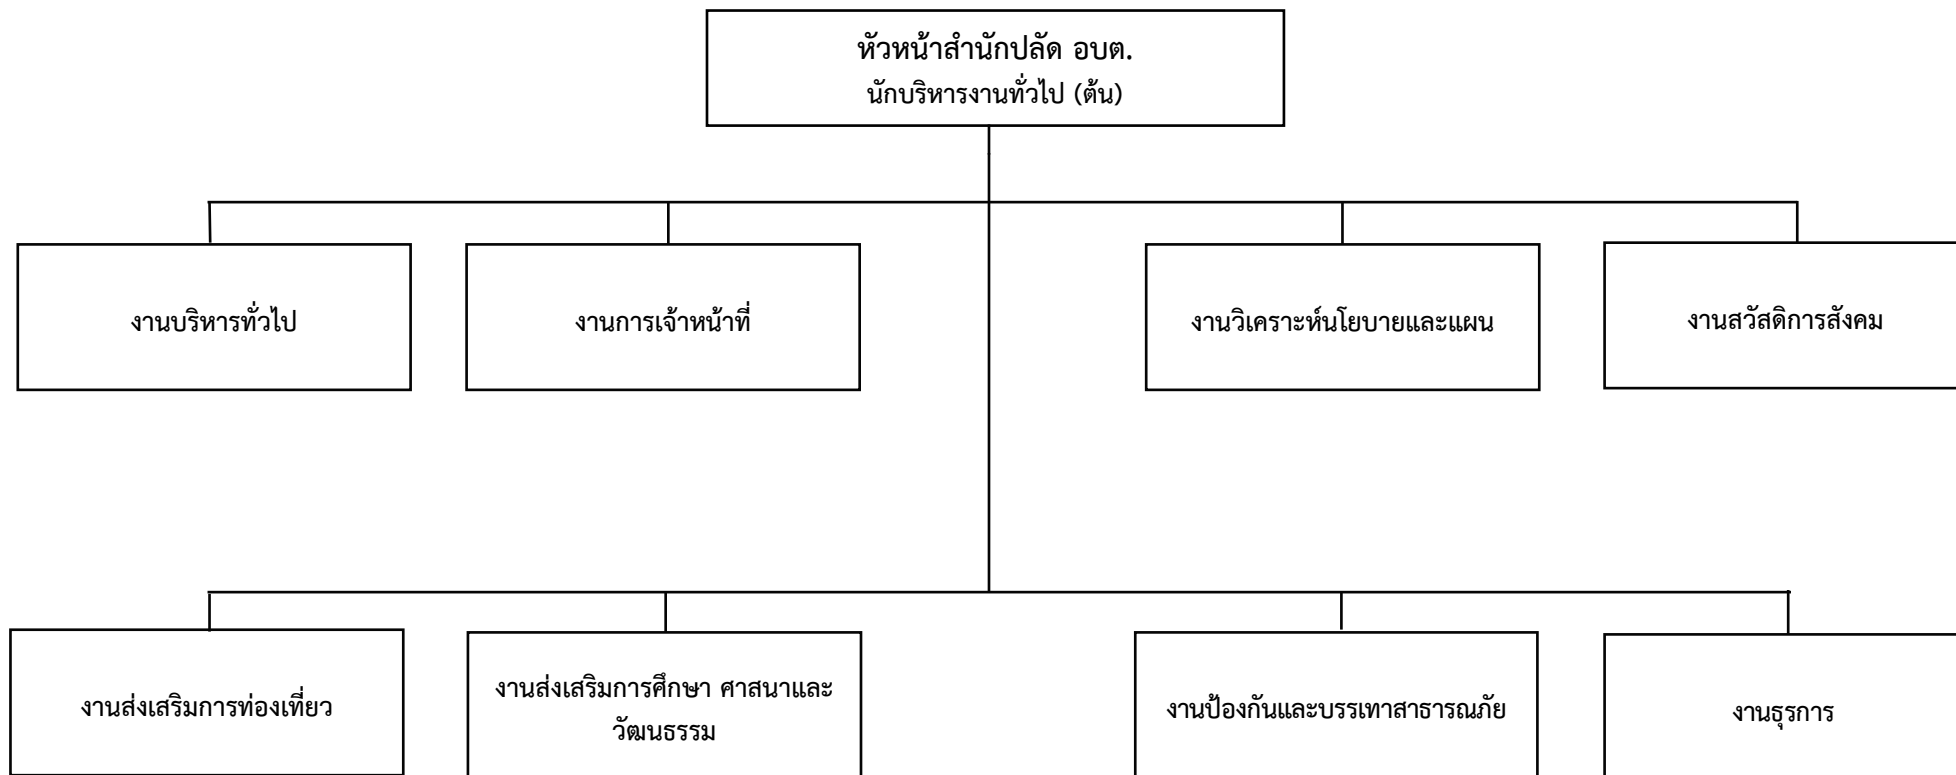 หัวหน้าสำนักปลัด อบต.
นักบริหารงานทั่วไป (ต้น)
งานบริหารทั่วไป
งานการเจ้าหน้าที่
งานวิเคราะห์นโยบายและแผน
งานสวัสดิการสังคม
งานส่งเสริมการท่องเที่ยว
งานส่งเสริมการศึกษา ศาสนาและ
วัฒนธรรม
งานป้องกันและบรรเทาสาธารณภัย
งานธุรการ